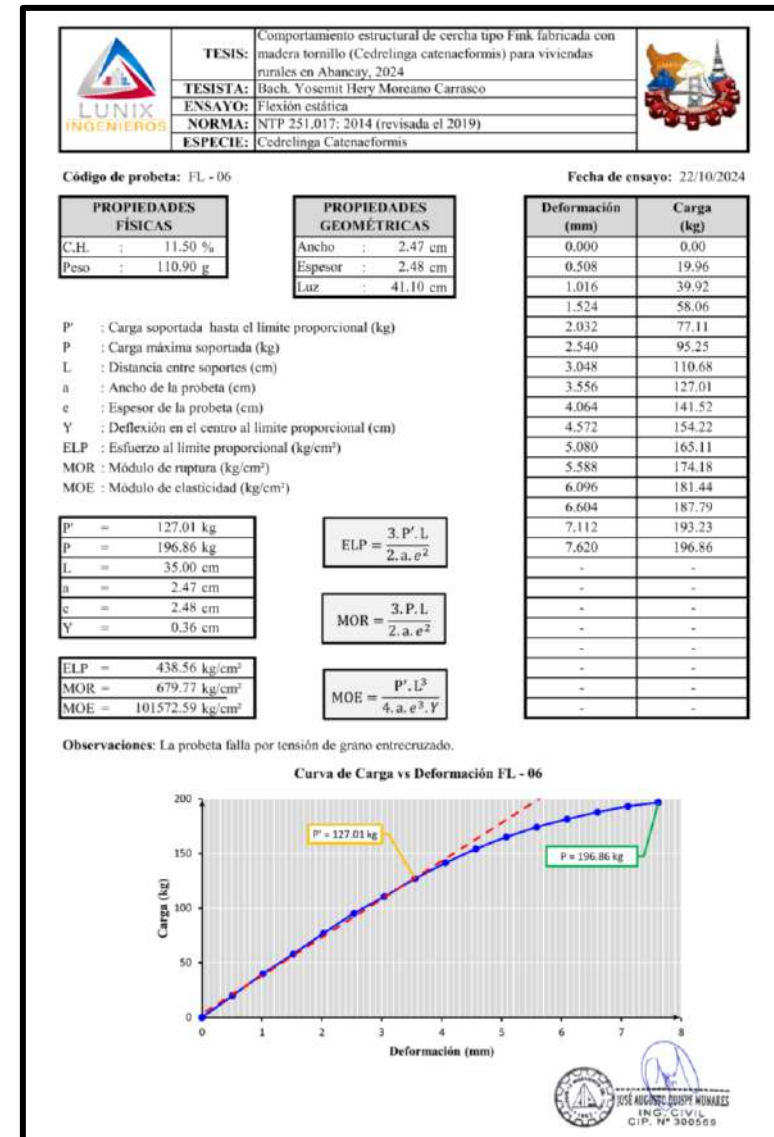 LUNIX
INGENIEROS
TESIS: Comportamiento estructural de cercha tipo Fink fabricada con madera tornillo (Cedrelinga catenaeformis) para viviendas rurales en Abancay, 2024
TESISTA: Bach. Yosemit Hery Moreano Carrasco
ENSAYO: Flexión estática
NORMA: NTP 251.017: 2014 (revisada el 2019)
ESPECIE: Cedrelinga Catenaeformis
Código de probeta: FL - 06
Fecha de ensayo: 22/10/2024
PROPIEDADES
FÍSICAS
C.H. : 11.50 %
Peso : 110.90 g
PROPIEDADES
GEOMÉTRICAS
Ancho : 2.47 cm
Espesor : 2.48 cm
Luz : 41.10 cm
Deformación (mm) Carga (kg)
0.000 0.00
0.508 19.96
1.016 39.92
1.524 58.06
2.032 77.11
2.540 95.25
3.048 110.68
3.556 127.01
4.064 141.52
4.572 154.22
5.080 165.11
5.588 174.18
6.096 181.44
6.604 187.79
7.112 193.23
7.620 196.86
- -
- -
- -
- -
- -
- -
- -
- -
P' : Carga soportada hasta el límite proporcional (kg)
P : Carga máxima soportada (kg)
L : Distancia entre soportes (cm)
a : Ancho de la probeta (cm)
e : Espesor de la probeta (cm)
Y : Deflexión en el centro al límite proporcional (cm)
ELP : Esfuerzo al límite proporcional (kg/cm²)
MOR : Módulo de ruptura (kg/cm²)
MOE : Módulo de elasticidad (kg/cm²)
P' = 127.01 kg
P = 196.86 kg
L = 35.00 cm
a = 2.47 cm
e = 2.48 cm
Y = 0.36 cm
ELP = 438.56 kg/cm²
MOR = 679.77 kg/cm²
MOE = 101572.59 kg/cm²
ELP = 3.P'.L / 2.a.e²
MOR = 3.P.L / 2.a.e²
MOE = P'.L³ / 4.a.e³.Y
Observaciones: La probeta falla por tensión de grano entrecruzado.
Curva de Carga vs Deformación FL - 06
Carga (kg)
200
150
100
50
0
P' = 127.01 kg
P = 196.86 kg
0 1 2 3 4 5 6 7 8
Deformación (mm)
JOSÉ AUGUSTO QUISPE MUNARES
ING. CIVIL
CIP. N° 300569